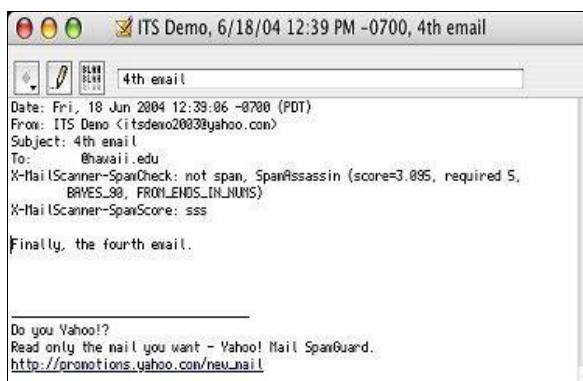 ITS Demo, 6/18/04 12:39 PM -0700, 4th email
BLAH
BLAH
4th email
Date: Fri, 18 Jun 2004 12:39:06 -0700 (PDT)
From: ITS Demo <itsdemo2003@yahoo.com>
Subject: 4th email
To: @hawaii.edu
X-MailScanner-SpamCheck: not spam, SpamAssassin (score=3.095, required 5,
BAYES_90, FROM_ENDS_IN_NUMS)
X-MailScanner-SpamScore: sss
Finally, the fourth email.
Do you Yahoo!?
Read only the mail you want - Yahoo! Mail SpamGuard.
http://promotions.yahoo.com/new_mail